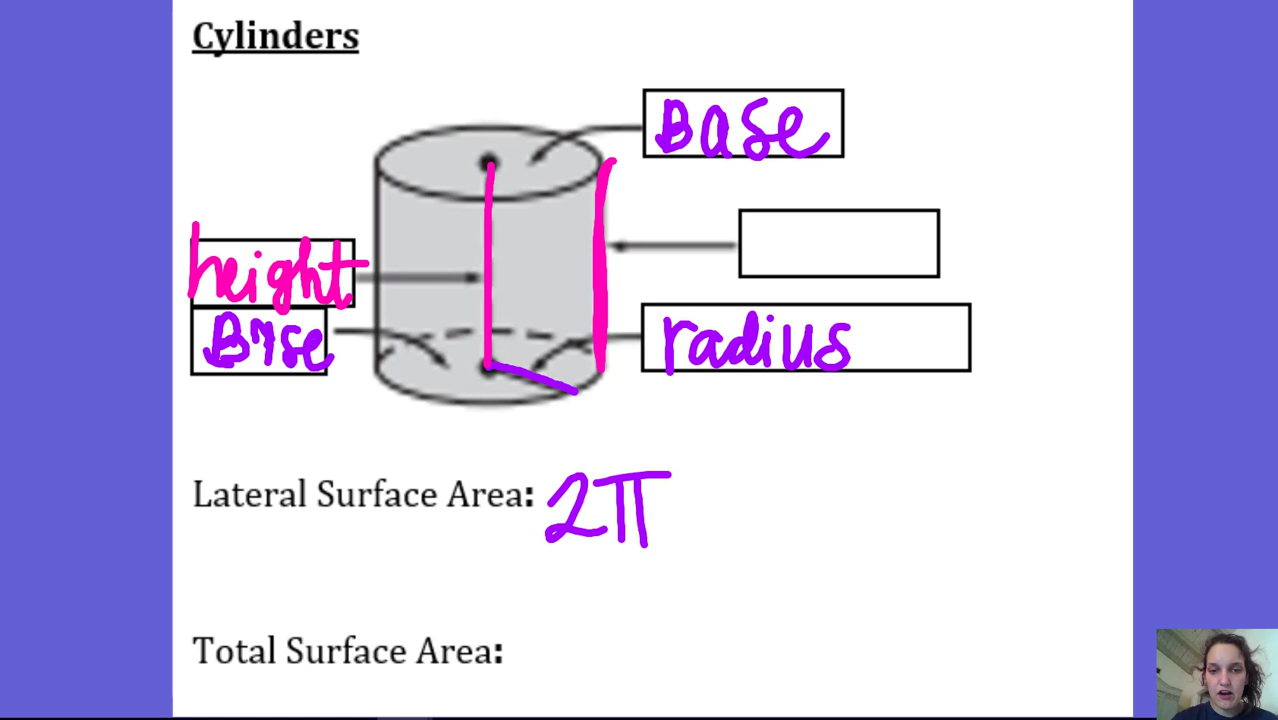 Cylinders
Base
height
Base
radius
Lateral Surface Area: 2π
Total Surface Area: